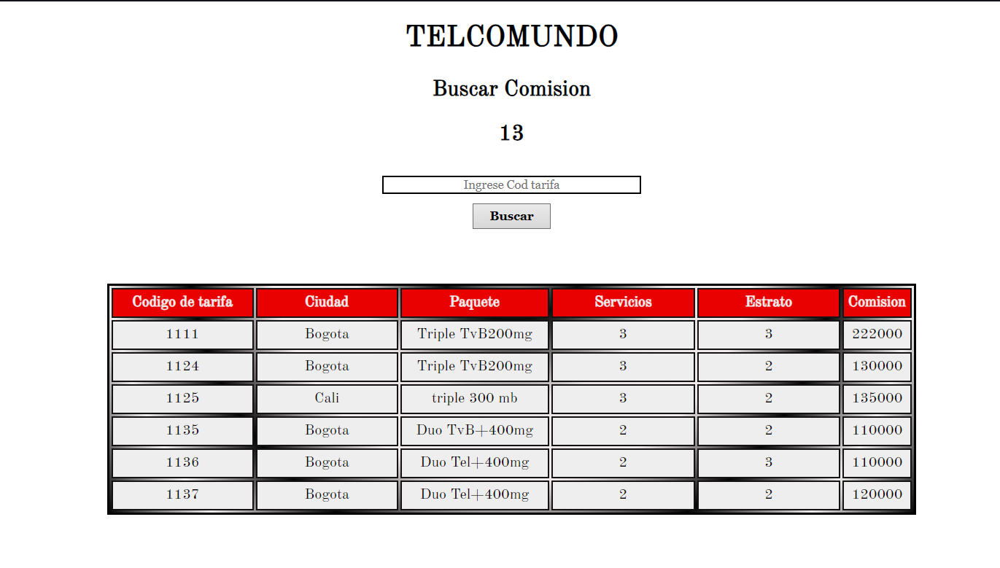 TELCOMUNDO
Buscar Comision
13
Ingrese Cod tarifa
Buscar
Codigo de tarifa Ciudad Paquete Servicios Estrato Comision
1111 Bogota Triple TvB200mg 3 3 222000
1124 Bogota Triple TvB200mg 3 2 130000
1125 Cali triple 300 mb 3 2 135000
1135 Bogota Duo TvB+400mg 2 2 110000
1136 Bogota Duo Tel+400mg 2 3 110000
1137 Bogota Duo Tel+400mg 2 2 120000